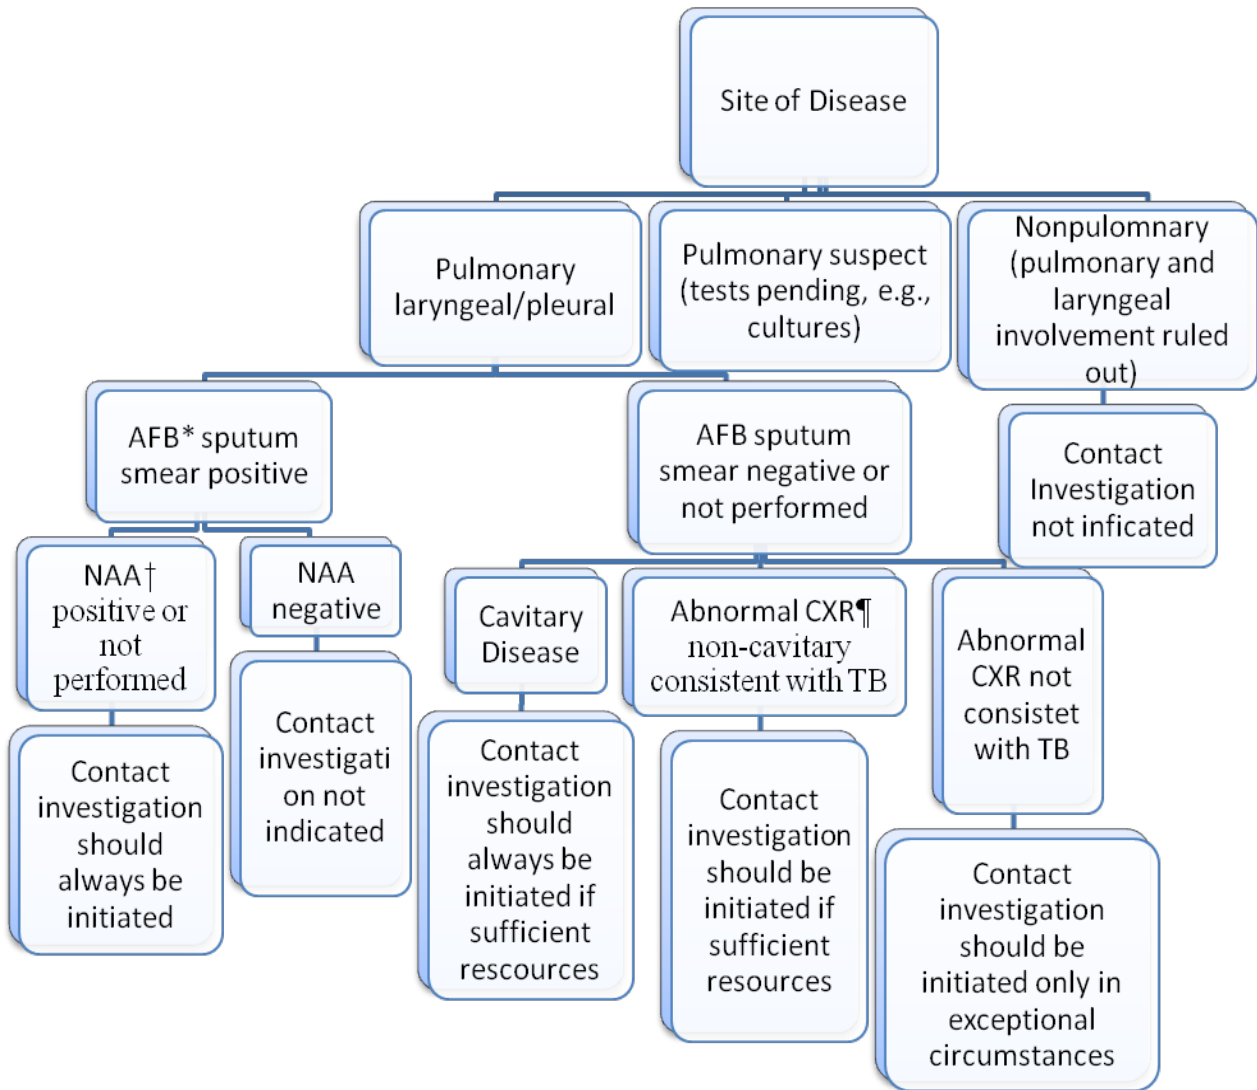 Site of Disease
Pulmonary
laryngeal/pleural
Pulmonary suspect
(tests pending, e.g.,
cultures)
Nonpulomnary
(pulmonary and
laryngeal
involvement ruled
out)
AFB* sputum
smear positive
AFB sputum
smear negative or
not performed
Contact
Investigation
not inficated
NAA†
positive or
not
performed
NAA
negative
Cavitary
Disease
Abnormal CXR¶
non-cavitary
consistent with TB
Abnormal
CXR not
consistet
with TB
Contact
investigation
should
always be
initiated
Contact
investigati
on not
indicated
Contact
investigation
should
always be
initiated if
sufficient
rescources
Contact
investigation
should be
initiated if
sufficient
resources
Contact
investigation
should be
initiated only in
exceptional
circumstances